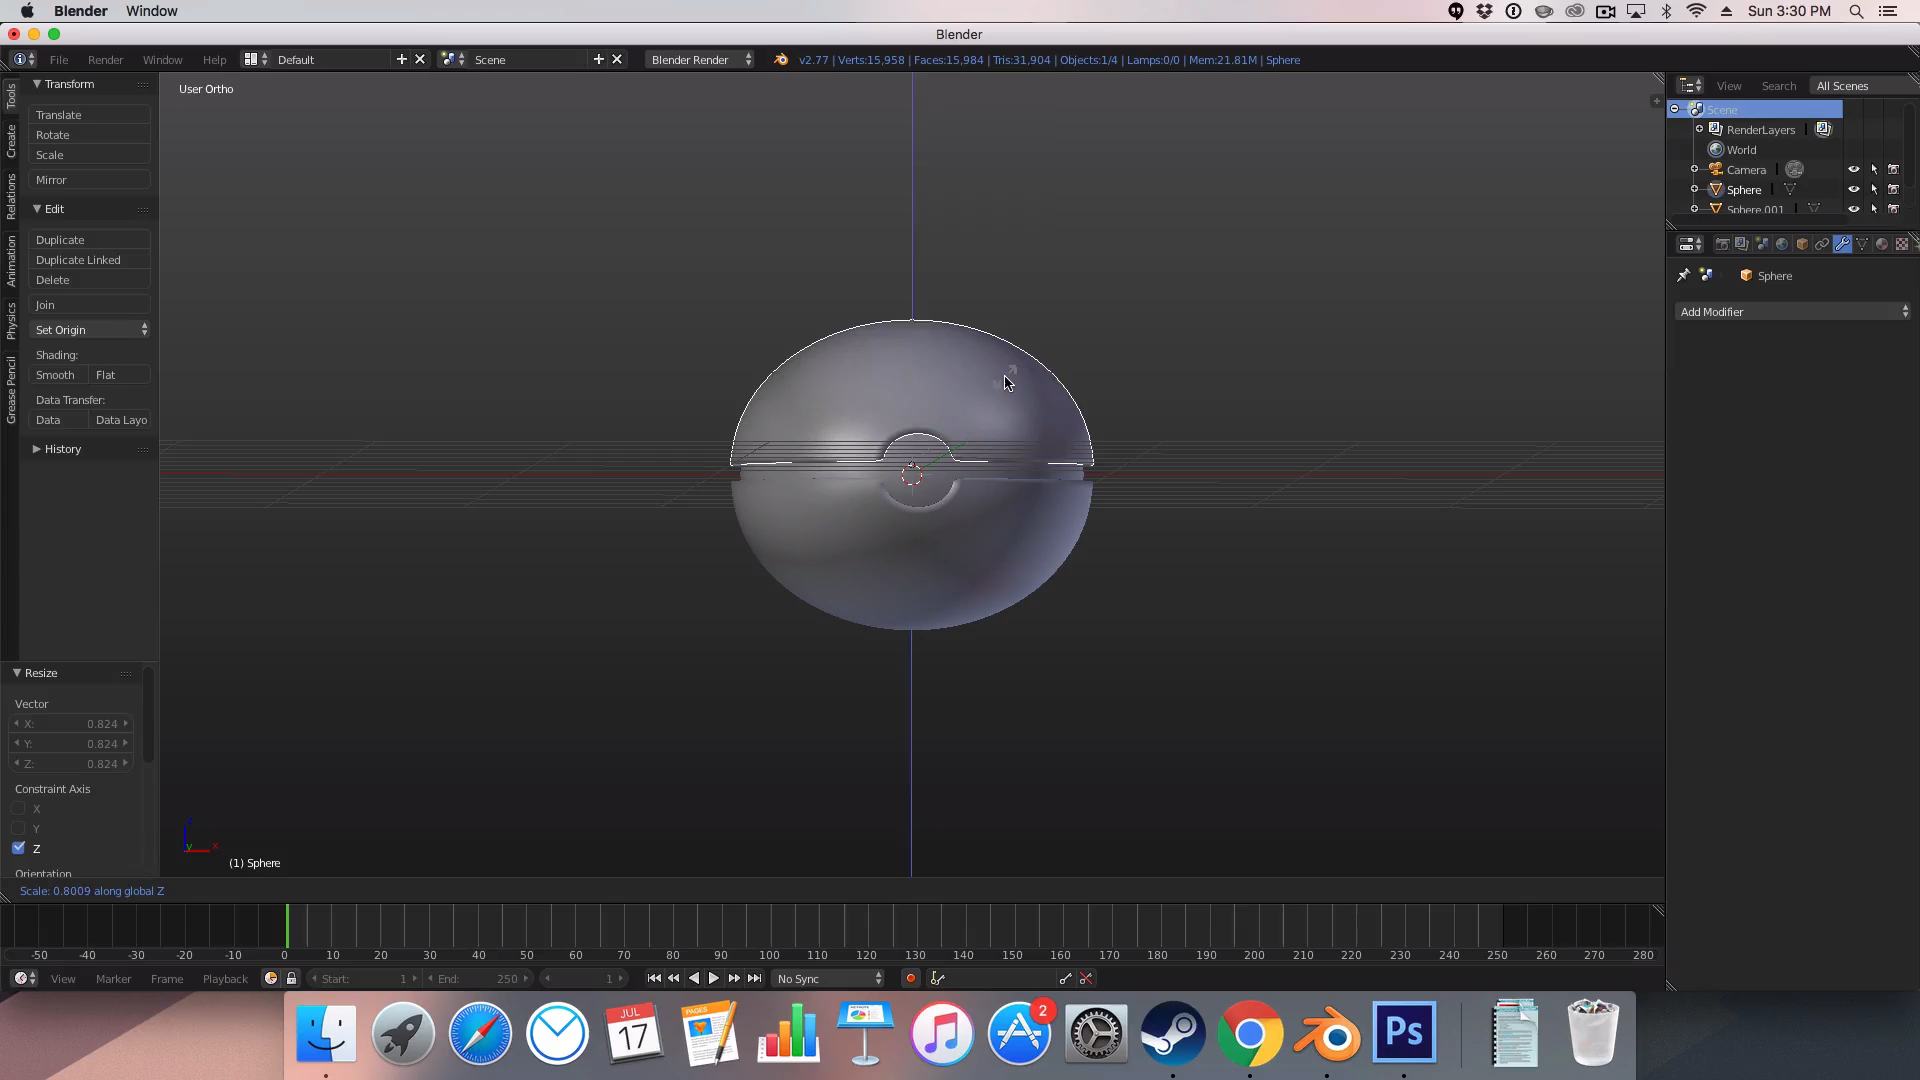 Blender Window
Sun 3:30 PM
Blender
File Render Window Help
Default
Scene
Blender Render
v2.77 | Verts:15,958 | Faces:15,984 | Tris:31,904 | Objects:1/4 | Lamps:0/0 | Mem:21.81M | Sphere
Tools
Create
Relations
Animation
Physics
Grease Pencil
Transform
Translate
Rotate
Scale
Mirror
Edit
Duplicate
Duplicate Linked
Delete
Join
Set Origin
Shading:
Smooth Flat
Data Transfer:
Data Data Layo
History
User Ortho
View Search All Scenes
Scene
RenderLayers
World
Camera
Sphere
Sphere.001
Sphere
Add Modifier
Resize
Vector
X: 0.824
Y: 0.824
Z: 0.824
Constraint Axis
X
Y
Z
Orientation
z
y x
(1) Sphere
Scale: 0.8009 along global Z
-50 -40 -30 -20 -10 0 10 20 30 40 50 60 70 80 90 100 110 120 130 140 150 160 170 180 190 200 210 220 230 240 250 260 270 280
View Marker Frame Playback
Start: 1
End: 250
1
No Sync
JUL
17
PAGES
2
Ps